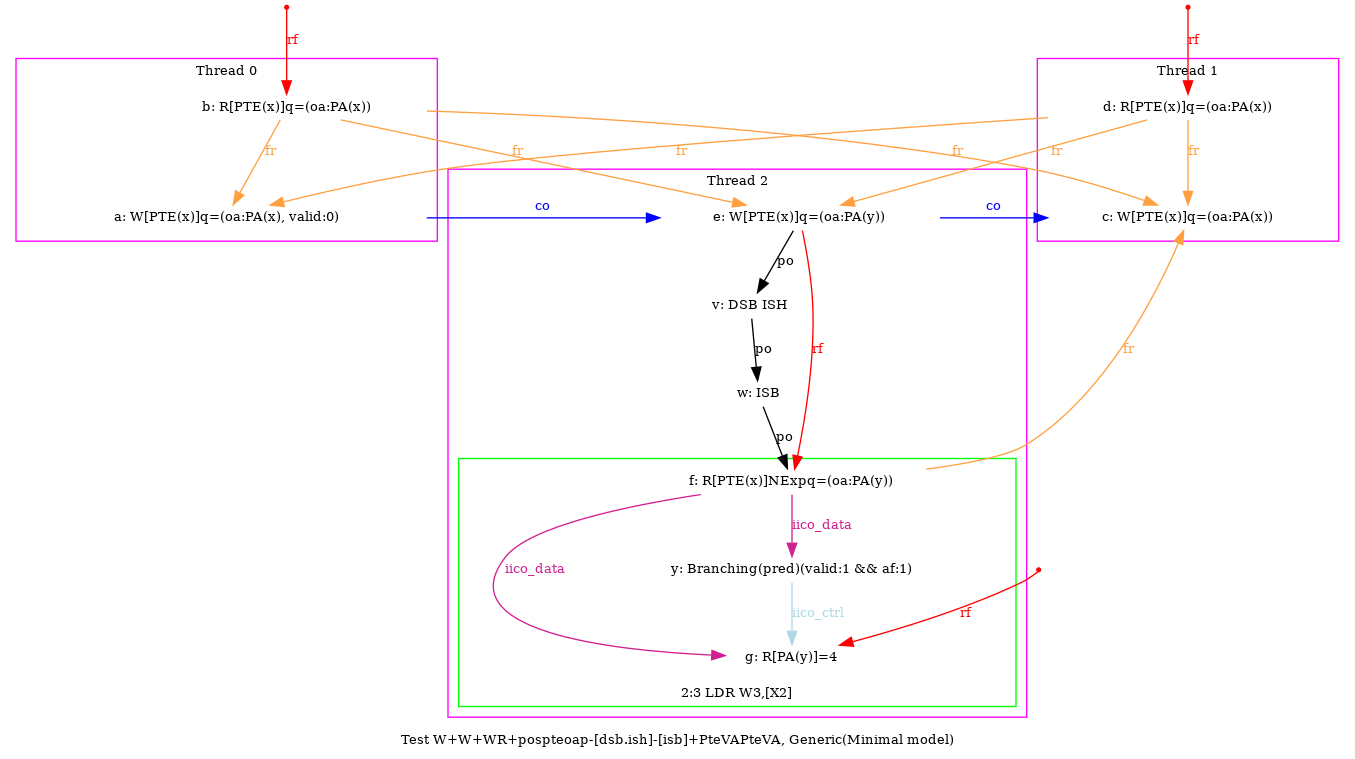 rf
rf
Thread 0
Thread 1
b: R[PTE(x)]q=(oa:PA(x))
d: R[PTE(x)]q=(oa:PA(x))
fr
fr
fr
fr
fr
fr
Thread 2
co
co
a: W[PTE(x)]q=(oa:PA(x), valid:0)
e: W[PTE(x)]q=(oa:PA(y))
c: W[PTE(x)]q=(oa:PA(x))
po
v: DSB ISH
po
rf
fr
w: ISB
po
f: R[PTE(x)]NExpq=(oa:PA(y))
iico_data
iico_data
y: Branching(pred)(valid:1 && af:1)
iico_ctrl
rf
g: R[PA(y)]=4
2:3 LDR W3,[X2]
Test W+W+WR+pospteoap-[dsb.ish]-[isb]+PteVAPteVA, Generic(Minimal model)